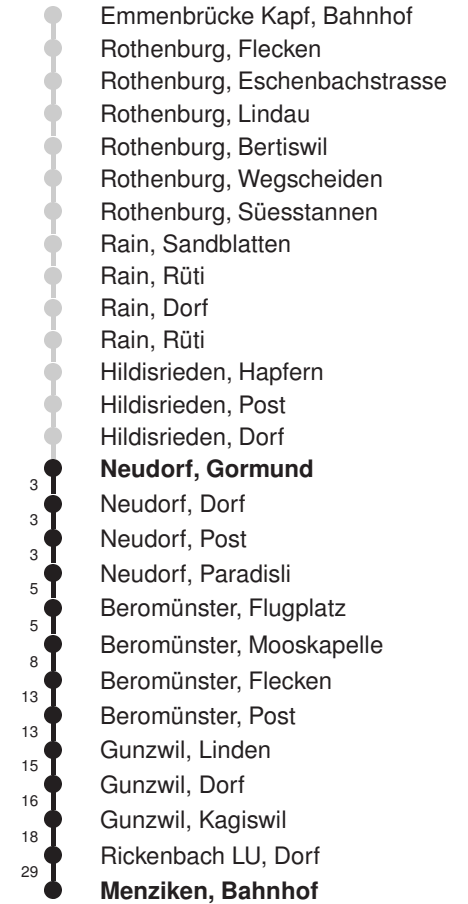 Emmenbrücke Kapf, Bahnhof
Rothenburg, Flecken
Rothenburg, Eschenbachstrasse
Rothenburg, Lindau
Rothenburg, Bertiswil
Rothenburg, Wegscheiden
Rothenburg, Süesstannen
Rain, Sandblatten
Rain, Rüti
Rain, Dorf
Rain, Rüti
Hildisrieden, Hapfern
Hildisrieden, Post
Hildisrieden, Dorf
Neudorf, Gormund
3 Neudorf, Dorf
3 Neudorf, Post
3 Neudorf, Paradisli
5 Beromünster, Flugplatz
5 Beromünster, Mooskapelle
8 Beromünster, Flecken
13 Beromünster, Post
13 Gunzwil, Linden
15 Gunzwil, Dorf
16 Gunzwil, Kagiswil
18 Rickenbach LU, Dorf
29 Menziken, Bahnhof